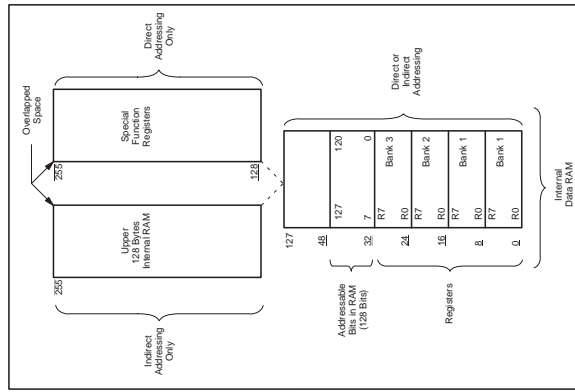 Overlapped
Space
255
255
Indirect
Addressing
Only
Upper
128 Bytes
Internal RAM
Special
Function
Registers
Direct
Addressing
Only
128
127
48
32
24
16
8
0
Addressable
Bits in RAM
(128 Bits)
Registers
127 120
7 0
R7
Bank 3
R0
R7
Bank 2
R0
R7
Bank 1
R0
R7
Bank 1
R0
Direct or
Indirect
Addressing
Internal
Data RAM